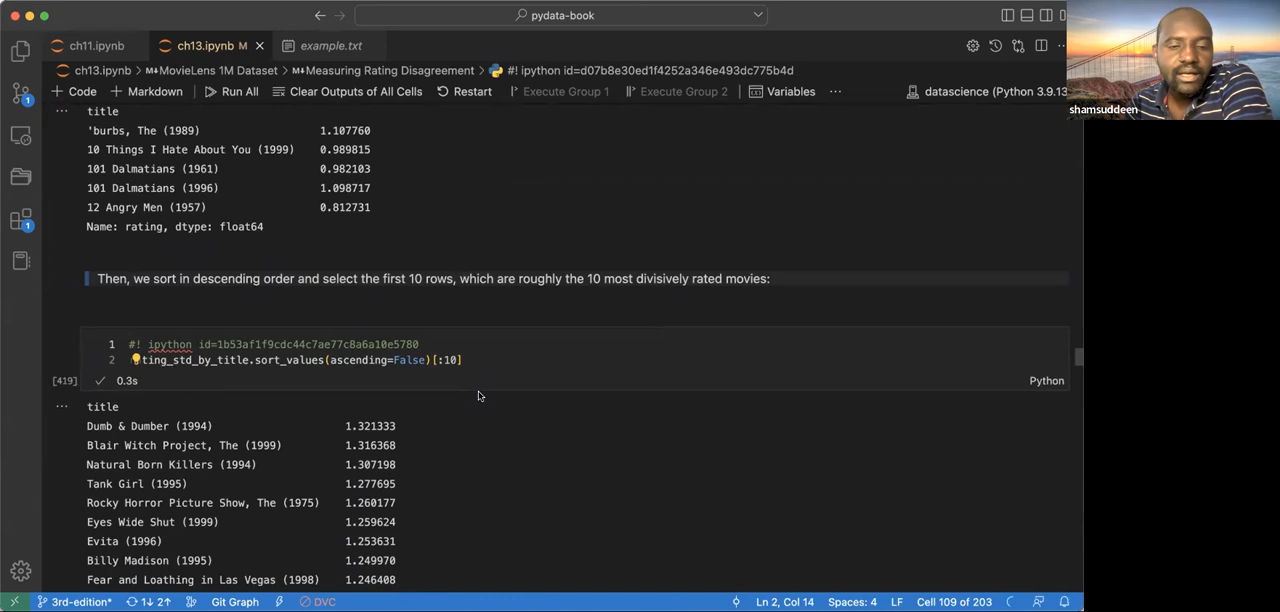 pydata-book
ch11.ipynb
ch13.ipynb M
example.txt
ch13.ipynb > M MovieLens 1M Dataset > M Measuring Rating Disagreement > #! ipython id=d07b8e30ed1f4252a346e493dc775b4d
+ Code + Markdown Run All Clear Outputs of All Cells Restart Execute Group 1 Execute Group 2 Variables ... datascience (Python 3.9.13
shamsuddeen
... title
'burbs, The (1989) 1.107760
10 Things I Hate About You (1999) 0.989815
101 Dalmatians (1961) 0.982103
101 Dalmatians (1996) 1.098717
12 Angry Men (1957) 0.812731
Name: rating, dtype: float64
Then, we sort in descending order and select the first 10 rows, which are roughly the 10 most divisively rated movies:
1 #! ipython id=1b53af1f9cdc44c7ae77c8a6a10e5780
2 ting_std_by_title.sort_values(ascending=False)[:10]
[419] 0.3s Python
... title
Dumb & Dumber (1994) 1.321333
Blair Witch Project, The (1999) 1.316368
Natural Born Killers (1994) 1.307198
Tank Girl (1995) 1.277695
Rocky Horror Picture Show, The (1975) 1.260177
Eyes Wide Shut (1999) 1.259624
Evita (1996) 1.253631
Billy Madison (1995) 1.249970
Fear and Loathing in Las Vegas (1998) 1.246408
1
1
3rd-edition* 1↓ 2↑ Git Graph DVC Ln 2, Col 14 Spaces: 4 LF Cell 109 of 203